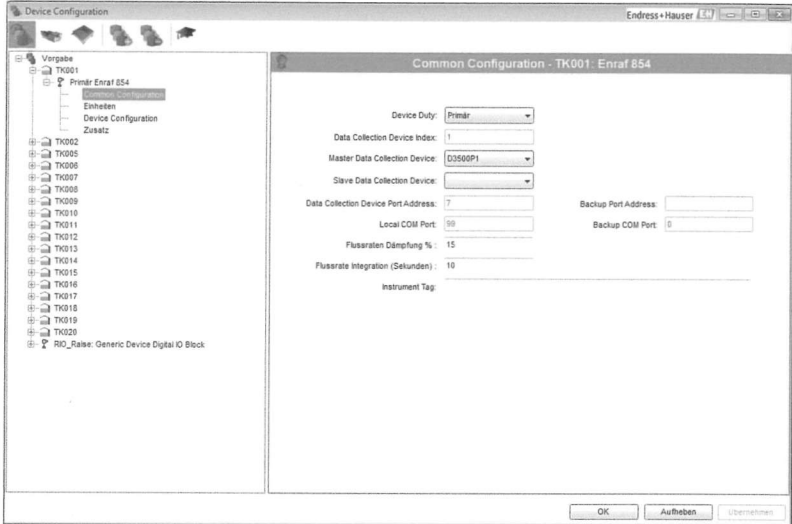 Device Configuration
Endress+Hauser EH
Vorgabe
TK001
Primär Enraf 854
Common Configuration
Einheiten
Device Configuration
Zusatz
TK002
TK005
TK006
TK007
TK008
TK009
TK010
TK011
TK012
TK013
TK014
TK015
TK016
TK017
TK018
TK019
TK020
RIO_Raise: Generic Device Digital IO Block
Common Configuration - TK001: Enraf 854
Device Duty: Primär
Data Collection Device Index: 1
Master Data Collection Device: D3500P1
Slave Data Collection Device:
Data Collection Device Port Address: 7 Backup Port Address:
Local COM Port: 99 Backup COM Port: 0
Flussraten Dämpfung % : 15
Flussrate Integration (Sekunden) : 10
Instrument Tag:
OK Aufheben Übernehmen